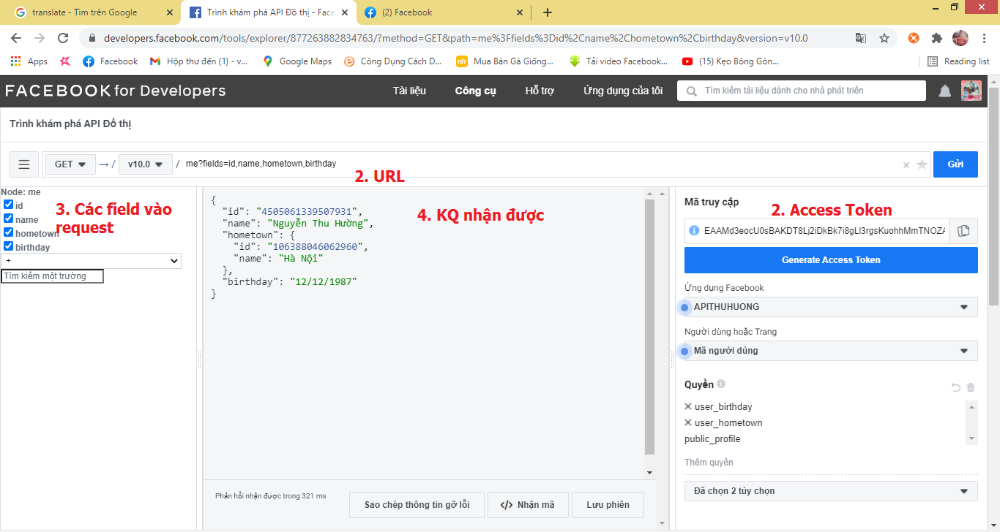 translate - Tìm trên Google
Trình khám phá API Đồ thị - Face
(2) Facebook
developers.facebook.com/tools/explorer/877263882834763/?method=GET&path=me%3Ffields%3Did%2Cname%2Chometown%2Cbirthday&version=v10.0
Apps
Facebook
Hộp thư đến (1) - v...
Google Maps
Công Dụng Cách D...
Mua Bán Gà Giống...
Tải video Facebook...
(15) Kẹo Bông Gòn...
Reading list
FACEBOOK for Developers
Tài liệu
Công cụ
Hỗ trợ
Ứng dụng của tôi
Tìm kiếm tài liệu dành cho nhà phát triển
Trình khám phá API Đồ thị
GET
→ /
v10.0
/
me?fields=id,name,hometown,birthday
Gửi
2. URL
Node: me
id
name
hometown
birthday
+
Tìm kiếm một trường
3. Các field vào
request
{
"id": "4505061339507931",
"name": "Nguyễn Thu Hường",
"hometown": {
"id": "106388046062960",
"name": "Hà Nội"
},
"birthday": "12/12/1987"
}
4. KQ nhận được
Phản hồi nhận được trong 321 ms
Sao chép thông tin gỡ lỗi
</> Nhận mã
Lưu phiên
Mã truy cập
2. Access Token
EAAMd3eocU0sBAKDT8Lj2iDkBk7i8gLI3rgsKuohhMmTNOZA
Generate Access Token
Ứng dụng Facebook
APITHUHUONG
Người dùng hoặc Trang
Mã người dùng
Quyền
user_birthday
user_hometown
public_profile
Thêm quyền
Đã chọn 2 tùy chọn